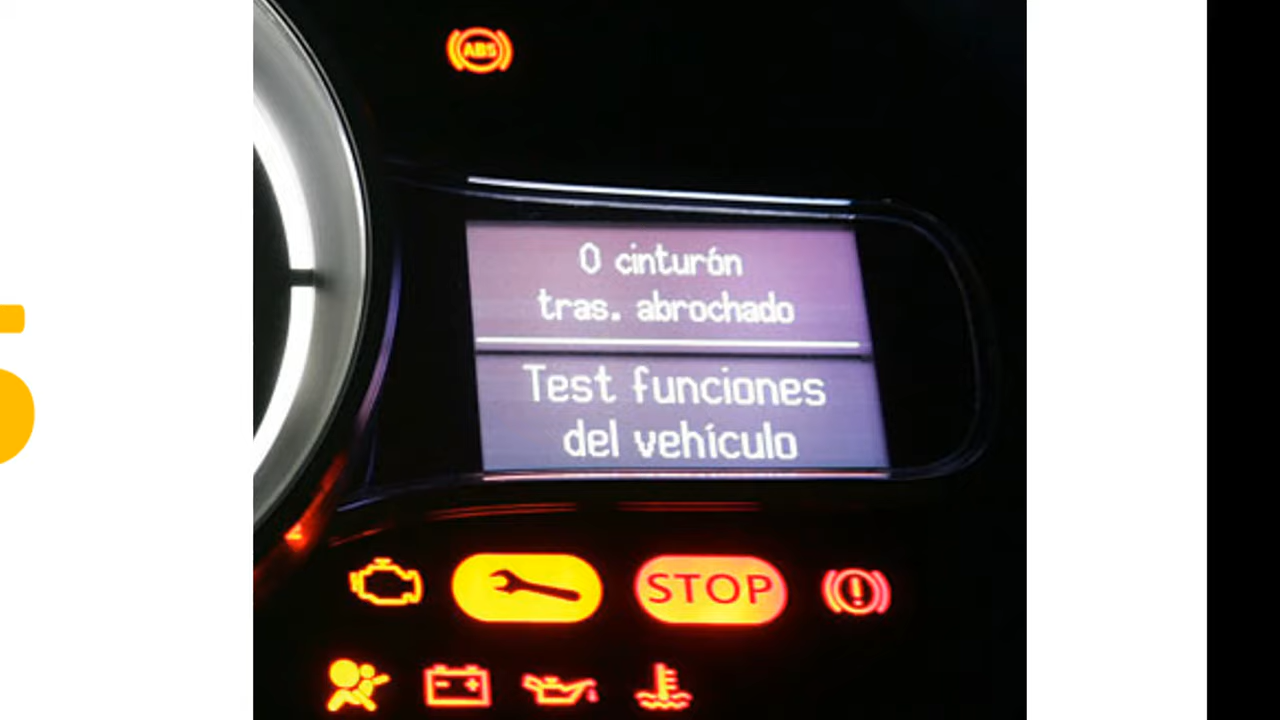 ABS
0 cinturón
tras. abrochado
Test funciones
del vehículo
STOP